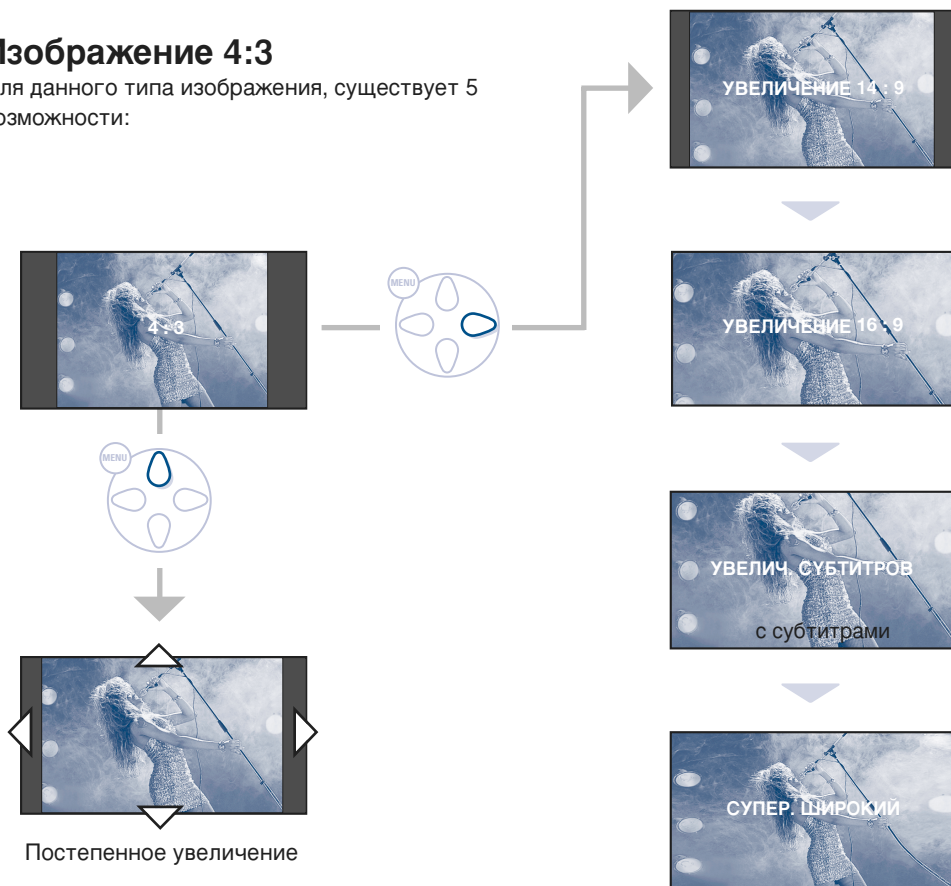 Изображение 4:3
ля данного типа изображения, существует 5
озможности:
4 : 3
MENU
MENU
Постепенное увеличение
УВЕЛИЧЕНИЕ 14 : 9
УВЕЛИЧЕНИЕ 16 : 9
УВЕЛИЧ. СУБТИТРОВ
с субтитрами
СУПЕР. ШИРОКИЙ